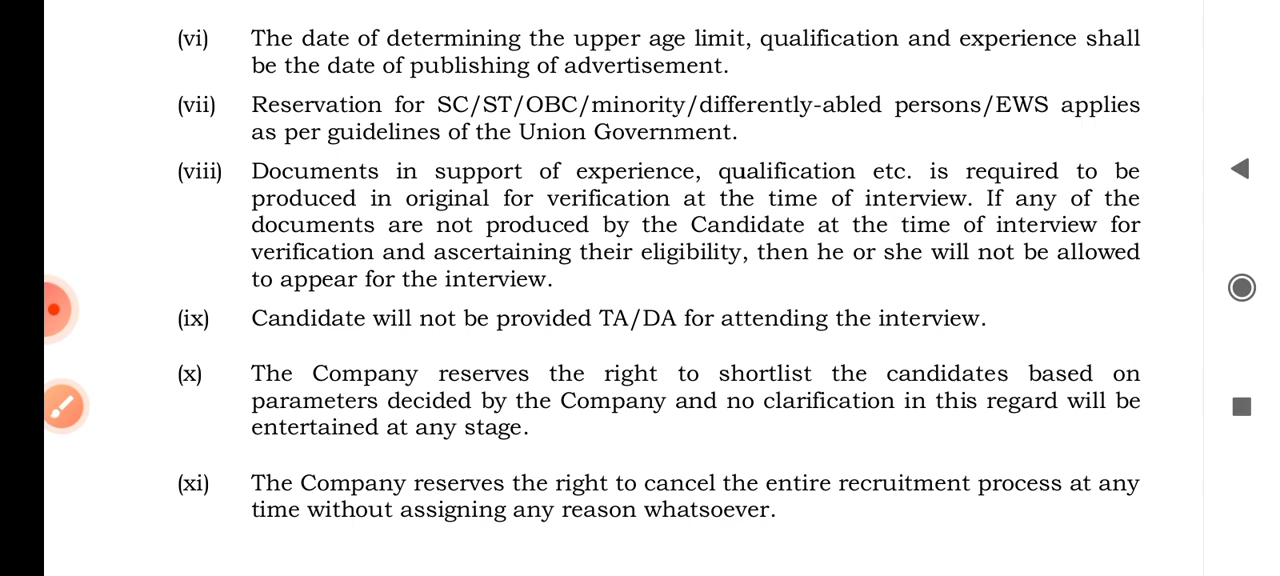 (vi) The date of determining the upper age limit, qualification and experience shall
be the date of publishing of advertisement.
(vii) Reservation for SC/ST/OBC/minority/differently-abled persons/EWS applies
as per guidelines of the Union Government.
(viii) Documents in support of experience, qualification etc. is required to be
produced in original for verification at the time of interview. If any of the
documents are not produced by the Candidate at the time of interview for
verification and ascertaining their eligibility, then he or she will not be allowed
to appear for the interview.
(ix) Candidate will not be provided TA/DA for attending the interview.
(x) The Company reserves the right to shortlist the candidates based on
parameters decided by the Company and no clarification in this regard will be
entertained at any stage.
(xi) The Company reserves the right to cancel the entire recruitment process at any
time without assigning any reason whatsoever.